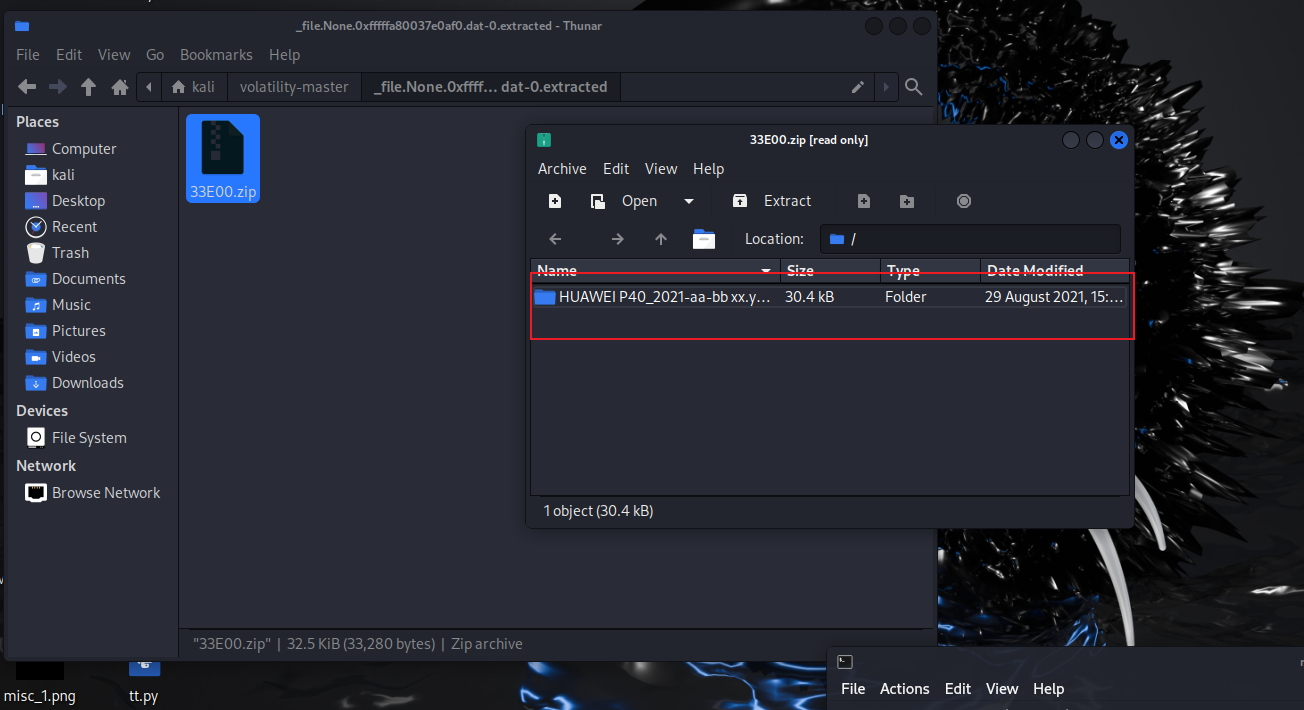 _file.None.0xfffffa80037e0af0.dat-0.extracted - Thunar
File Edit View Go Bookmarks Help
kali volatility-master _file.None.0xffff... dat-0.extracted
Places
Computer
kali
Desktop
Recent
Trash
Documents
Music
Pictures
Videos
Downloads
Devices
File System
Network
Browse Network
33E00.zip
"33E00.zip" | 32.5 KiB (33,280 bytes) | Zip archive
33E00.zip [read only]
Archive Edit View Help
Open Extract
Location: /
Name Size Type Date Modified
HUAWEI P40_2021-aa-bb xx.y... 30.4 kB Folder 29 August 2021, 15:...
1 object (30.4 kB)
misc_1.png tt.py
File Actions Edit View Help